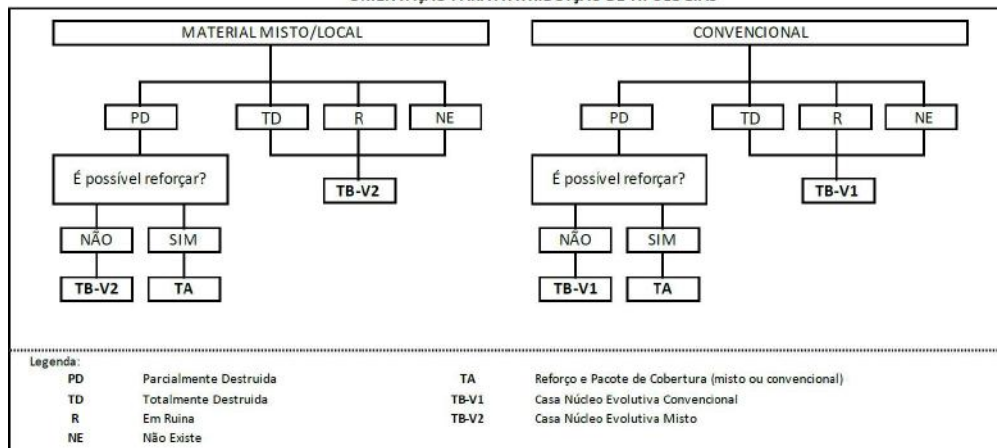 MATERIAL MISTO/LOCAL
PD TD R NE
É possível reforçar?
TB-V2
NÃO SIM
TB-V2 TA
CONVENCIONAL
PD TD R NE
É possível reforçar?
TB-V1
NÃO SIM
TB-V1 TA
Legenda:
PD Parcialmente Destruida
TD Totalmente Destruida
R Em Ruina
NE Não Existe
TA Reforço e Pacote de Cobertura (misto ou convencional)
TB-V1 Casa Núcleo Evolutiva Convencional
TB-V2 Casa Núcleo Evolutiva Misto